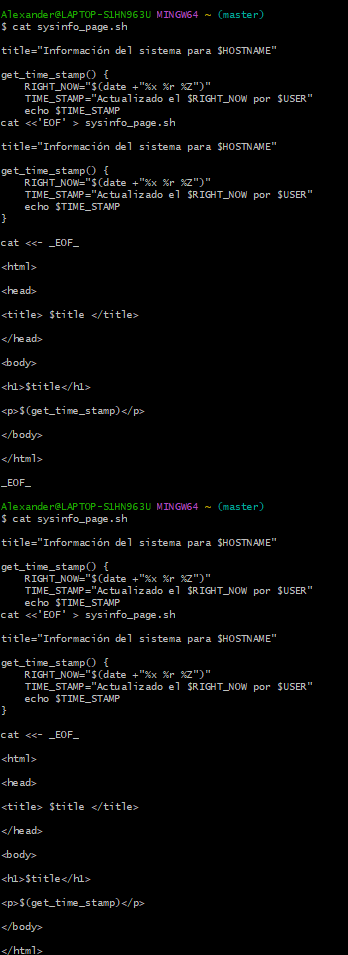 Alexander@LAPTOP-S1HN963U MINGW64 ~ (master)
$ cat sysinfo_page.sh
title="Información del sistema para $HOSTNAME"
get_time_stamp() {
    RIGHT_NOW="$(date +"%x %r %Z")"
    TIME_STAMP="Actualizado el $RIGHT_NOW por $USER"
    echo $TIME_STAMP
cat <<'EOF' > sysinfo_page.sh
title="Información del sistema para $HOSTNAME"
get_time_stamp() {
    RIGHT_NOW="$(date +"%x %r %Z")"
    TIME_STAMP="Actualizado el $RIGHT_NOW por $USER"
    echo $TIME_STAMP
}
cat <<- _EOF_
<html>
<head>
<title> $title </title>
</head>
<body>
<h1>$title</h1>
<p>$(get_time_stamp)</p>
</body>
</html>
_EOF_
Alexander@LAPTOP-S1HN963U MINGW64 ~ (master)
$ cat sysinfo_page.sh
title="Información del sistema para $HOSTNAME"
get_time_stamp() {
    RIGHT_NOW="$(date +"%x %r %Z")"
    TIME_STAMP="Actualizado el $RIGHT_NOW por $USER"
    echo $TIME_STAMP
cat <<'EOF' > sysinfo_page.sh
title="Información del sistema para $HOSTNAME"
get_time_stamp() {
    RIGHT_NOW="$(date +"%x %r %Z")"
    TIME_STAMP="Actualizado el $RIGHT_NOW por $USER"
    echo $TIME_STAMP
}
cat <<- _EOF_
<html>
<head>
<title> $title </title>
</head>
<body>
<h1>$title</h1>
<p>$(get_time_stamp)</p>
</body>
</html>